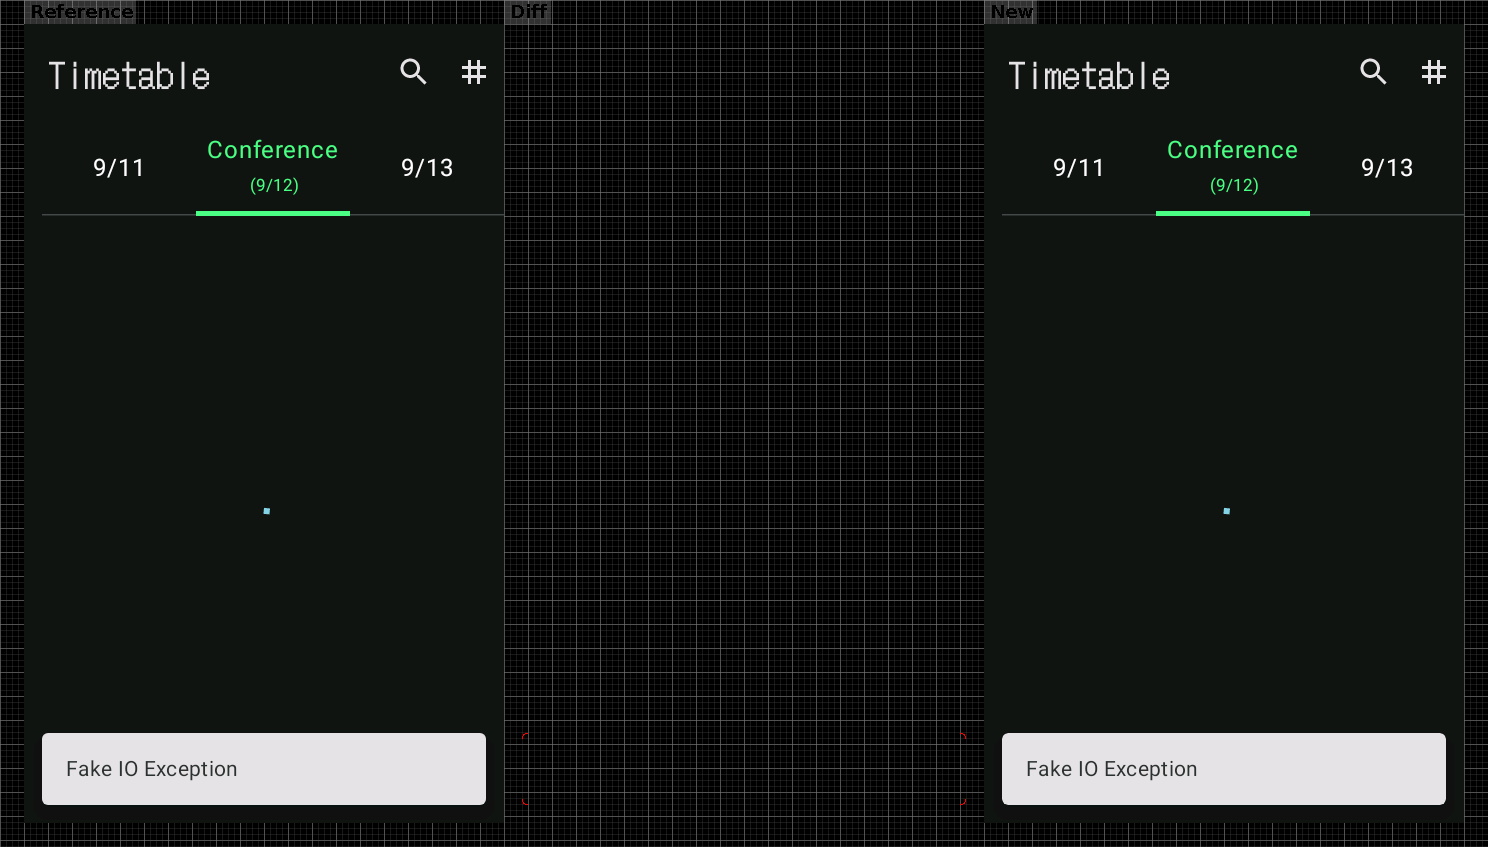 Reference
Diff
New
Timetable
9/11
Conference
(9/12)
9/13
Fake IO Exception
Timetable
9/11
Conference
(9/12)
9/13
Fake IO Exception